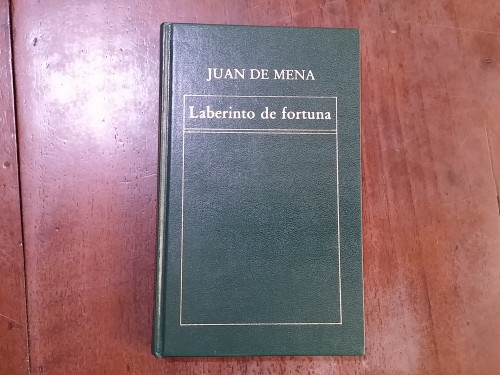 JUAN DE MENA
Laberinto de fortuna